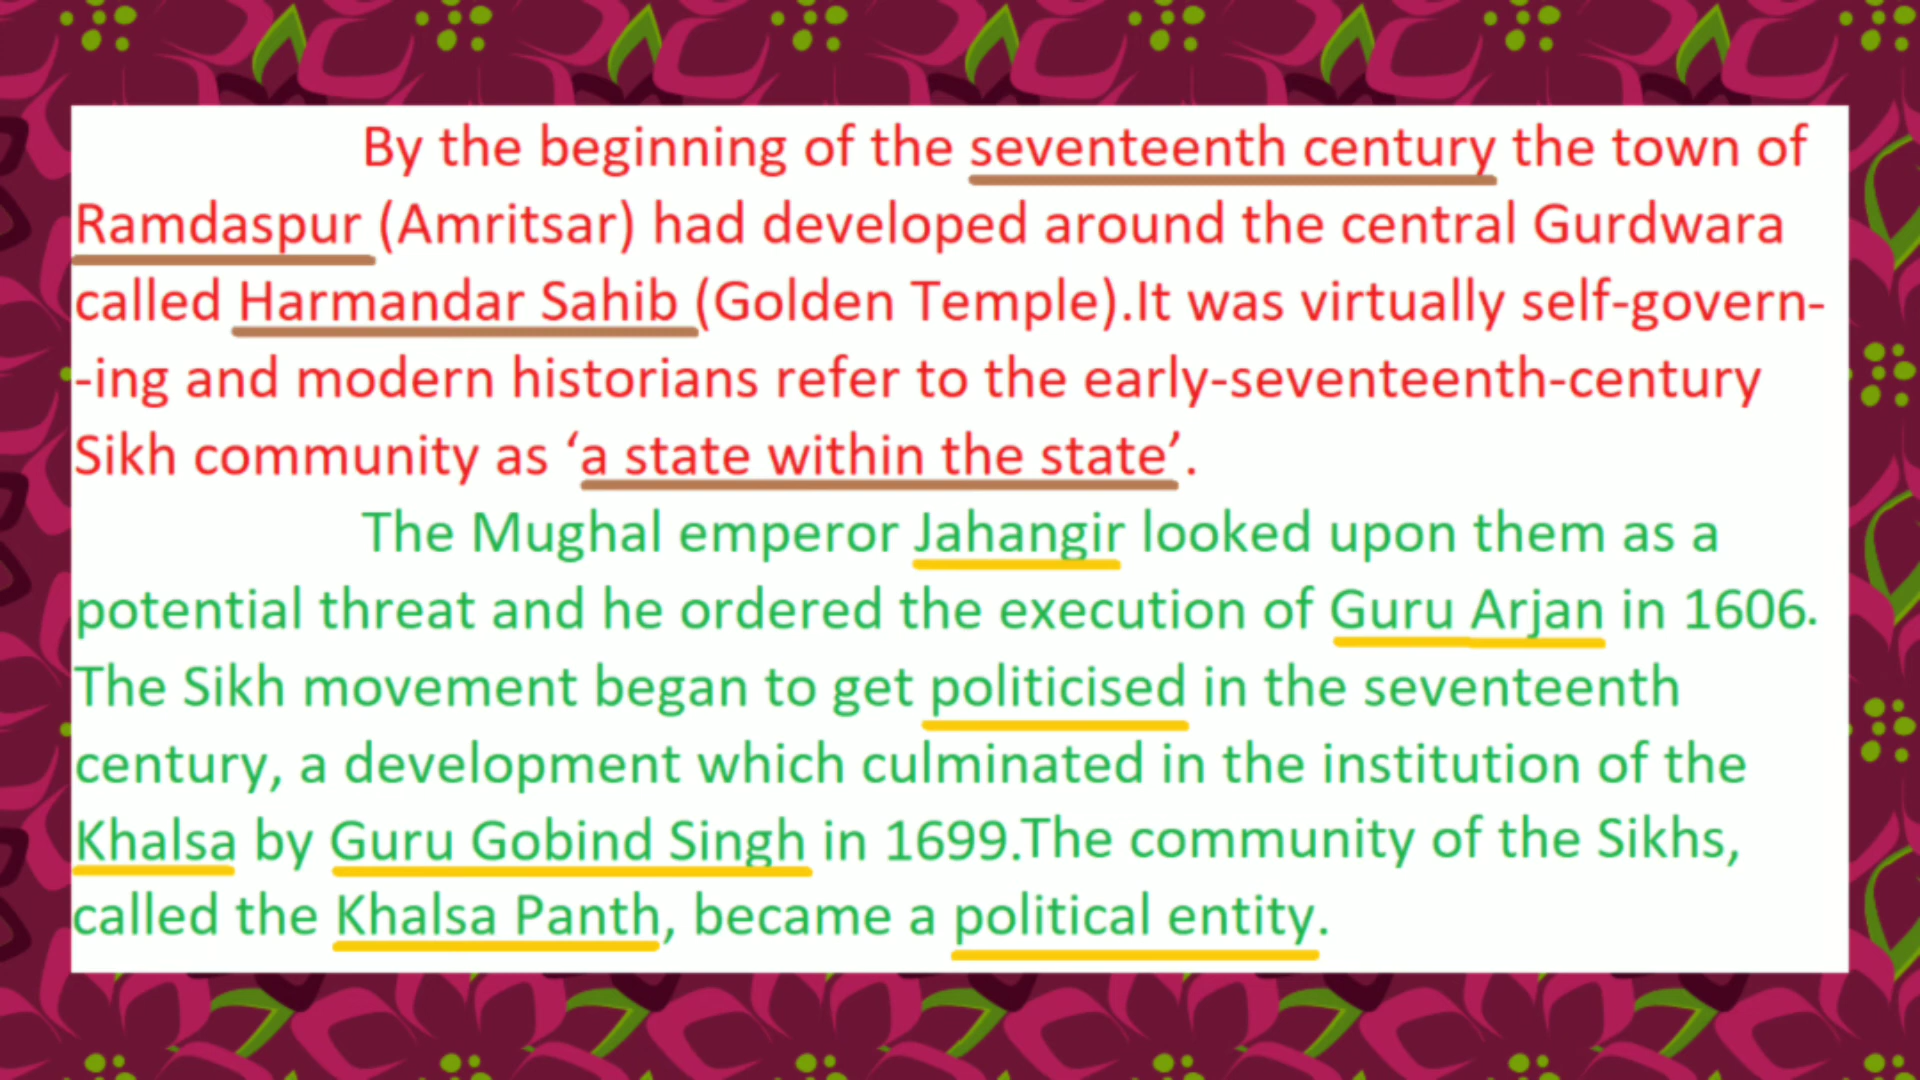 By the beginning of the seventeenth century the town of
Ramdaspur (Amritsar) had developed around the central Gurdwara
called Harmandar Sahib (Golden Temple).It was virtually self-govern-
-ing and modern historians refer to the early-seventeenth-century
Sikh community as ‘a state within the state’.
The Mughal emperor Jahangir looked upon them as a
potential threat and he ordered the execution of Guru Arjan in 1606.
The Sikh movement began to get politicised in the seventeenth
century, a development which culminated in the institution of the
Khalsa by Guru Gobind Singh in 1699.The community of the Sikhs,
called the Khalsa Panth, became a political entity.